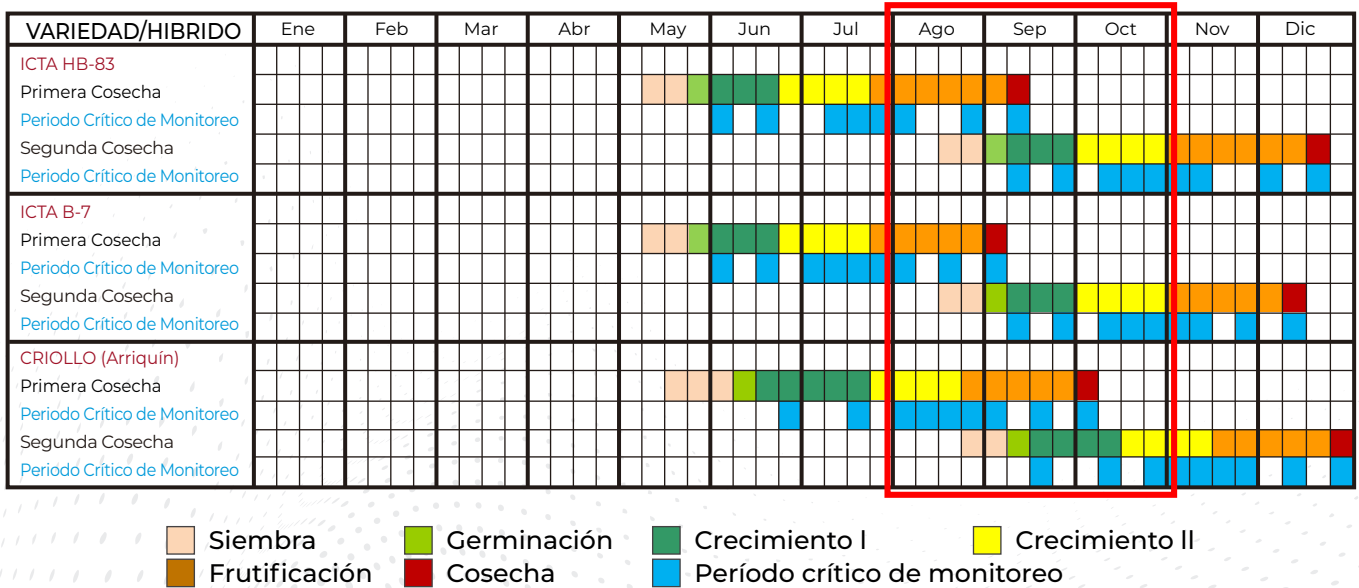 VARIEDAD/HIBRIDO Ene Feb Mar Abr May Jun Jul Ago Sep Oct Nov Dic
ICTA HB-83
Primera Cosecha
Periodo Crítico de Monitoreo
Segunda Cosecha
Periodo Crítico de Monitoreo
ICTA B-7
Primera Cosecha
Periodo Crítico de Monitoreo
Segunda Cosecha
Periodo Crítico de Monitoreo
CRIOLLO (Arriquín)
Primera Cosecha
Periodo Crítico de Monitoreo
Segunda Cosecha
Periodo Crítico de Monitoreo
Siembra Germinación Crecimiento I Crecimiento II
Frutificación Cosecha Período crítico de monitoreo